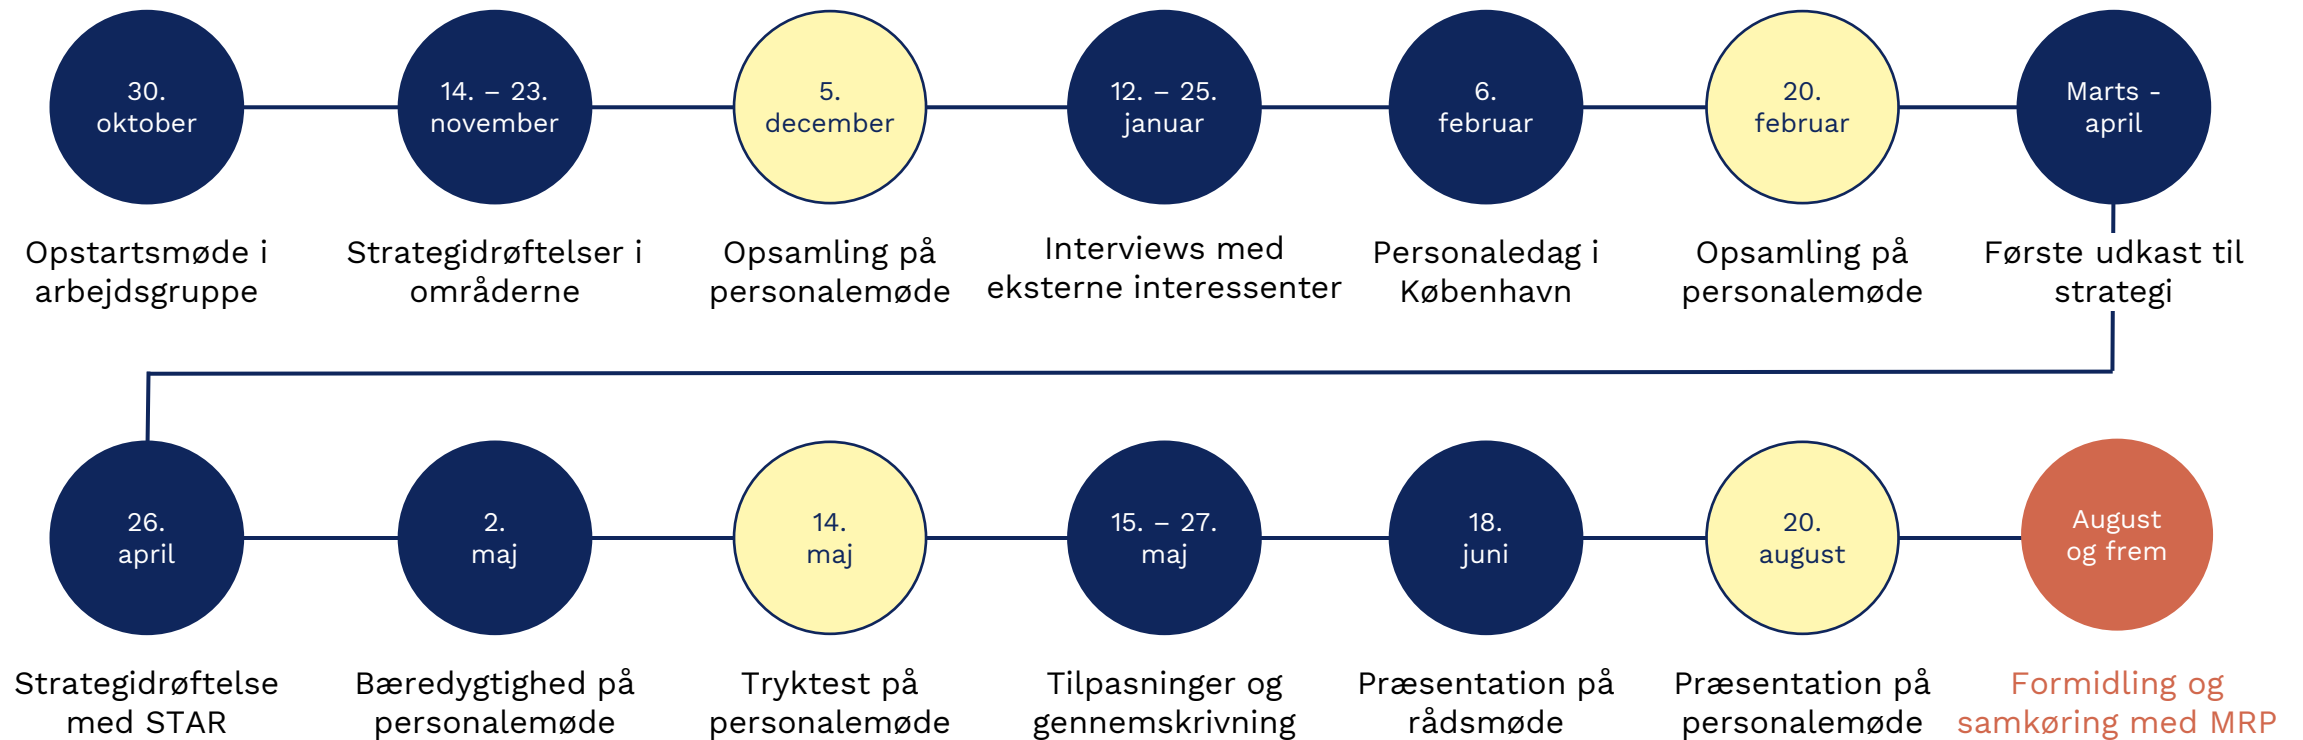 30.
oktober
Opstartsmøde i
arbejdsgruppe
14. – 23.
november
Strategidrøftelser i
områderne
5.
december
Opsamling på
personalemøde
12. – 25.
januar
Interviews med
eksterne interessenter
6.
februar
Personaledag i
København
20.
februar
Opsamling på
personalemøde
Marts -
april
Første udkast til
strategi
26.
april
Strategidrøftelse
med STAR
2.
maj
Bæredygtighed på
personalemøde
14.
maj
Tryktest på
personalemøde
15. – 27.
maj
Tilpasninger og
gennemskrivning
18.
juni
Præsentation på
rådsmøde
20.
august
Præsentation på
personalemøde
August
og frem
Formidling og
samkøring med MRP